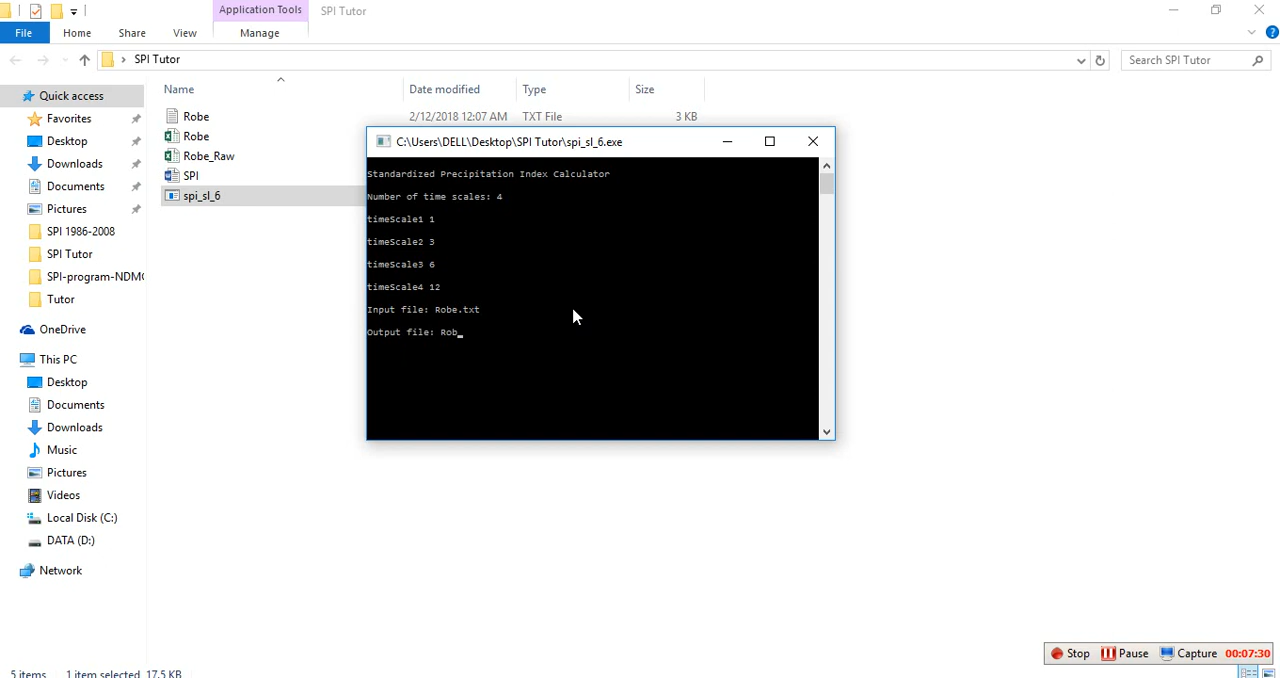 Application Tools SPI Tutor
File Home Share View Manage
SPI Tutor Search SPI Tutor
Name Date modified Type Size
Quick access
Favorites
Desktop
Downloads
Documents
Pictures
SPI 1986-2008
SPI Tutor
SPI-program-NDM
Tutor
OneDrive
This PC
Desktop
Documents
Downloads
Music
Pictures
Videos
Local Disk (C:)
DATA (D:)
Network
Robe 2/12/2018 12:07 AM TXT File 3 KB
Robe
Robe_Raw
SPI
spi_sl_6
C:\Users\DELL\Desktop\SPI Tutor\spi_sl_6.exe
Standardized Precipitation Index Calculator
Number of time scales: 4
timeScale1 1
timeScale2 3
timeScale3 6
timeScale4 12
Input file: Robe.txt
Output file: Rob_
Stop Pause Capture 00:07:30
5 items 1 item selected 17.5 KB